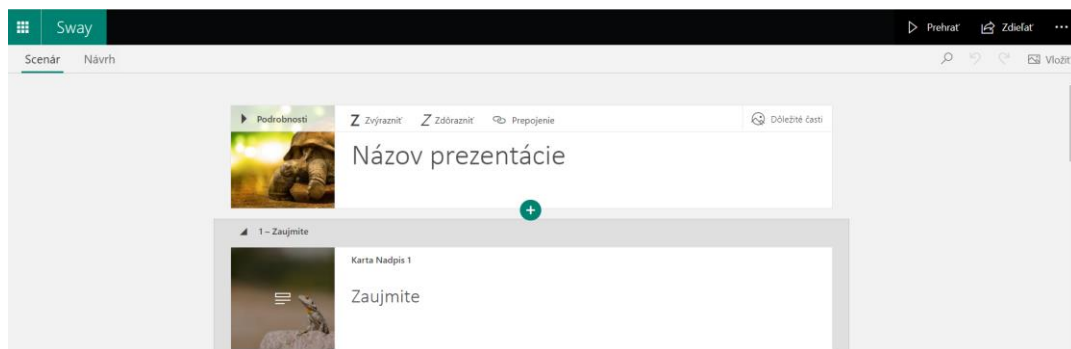 Sway
Prehrať Zdieľať ...
Scenár Návrh
Vložiť
Podrobnosti Z Zvýrazniť Z Zdôrazniť Prepojenie Dôležité časti
Názov prezentácie
1 – Zaujmite
Karta Nadpis 1
Zaujmite